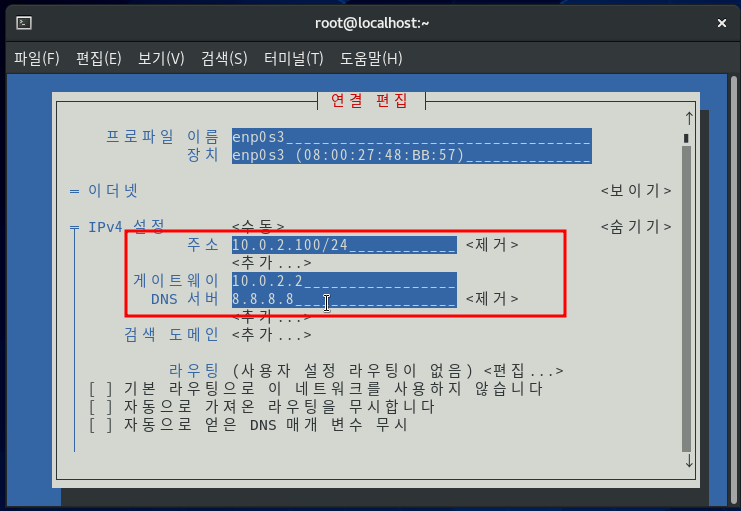 root@localhost:~
×
파일(F) 편집(E) 보기(V) 검색(S) 터미널(T) 도움말(H)
연결 편집
프로파일 이름 enp0s3__________________________________
장치 enp0s3 (08:00:27:48:BB:57)______________
= 이더넷 <보이기>
= IPv4 설정 <수동> <숨기기>
주소 10.0.2.100/24____________ <제거>
<추가...>
게이트웨이 10.0.2.2_________________
DNS 서버 8.8.8.8__________________ <제거>
<추가...>
검색 도메인 <추가...>
라우팅 (사용자 설정 라우팅이 없음) <편집...>
[ ] 기본 라우팅으로 이 네트워크를 사용하지 않습니다
[ ] 자동으로 가져온 라우팅을 무시합니다
[ ] 자동으로 얻은 DNS 매개 변수 무시